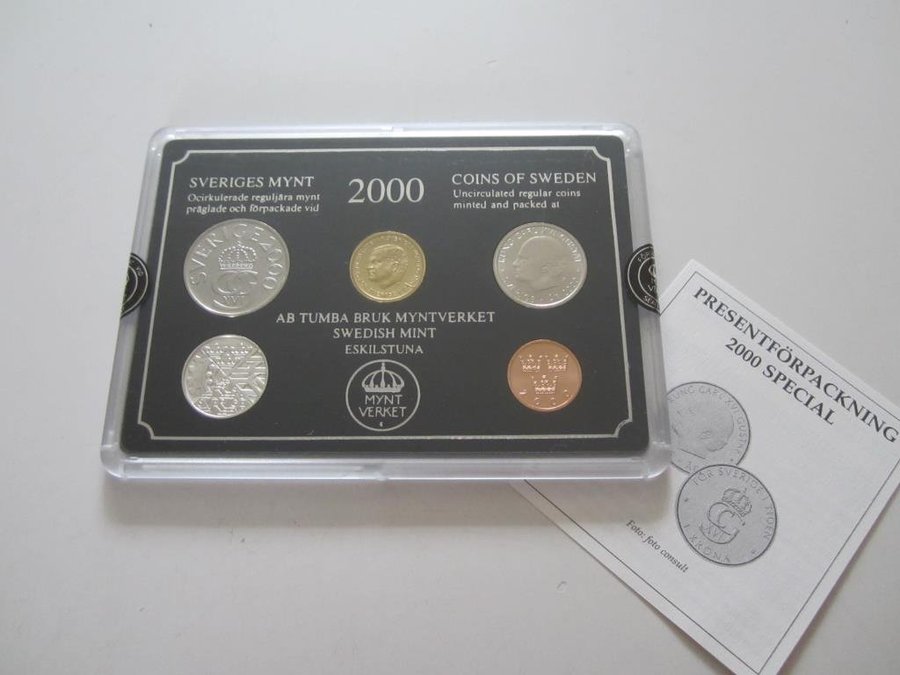 SVERIGES MYNT
Ocirkulerade reguljära mynt
präglade och förpackade vid
2000
COINS OF SWEDEN
Uncirculated regular coins
minted and packed at
SVERIGE 2000
XVI
AB TUMBA BRUK MYNTVERKET
SWEDISH MINT
ESKILSTUNA
MYNT
VERKET
PRESENTFÖRPACKNING
2000 SPECIAL
FÖR SVERIGE I TIDEN
XVI
1 KRONA
Foto: foto consult